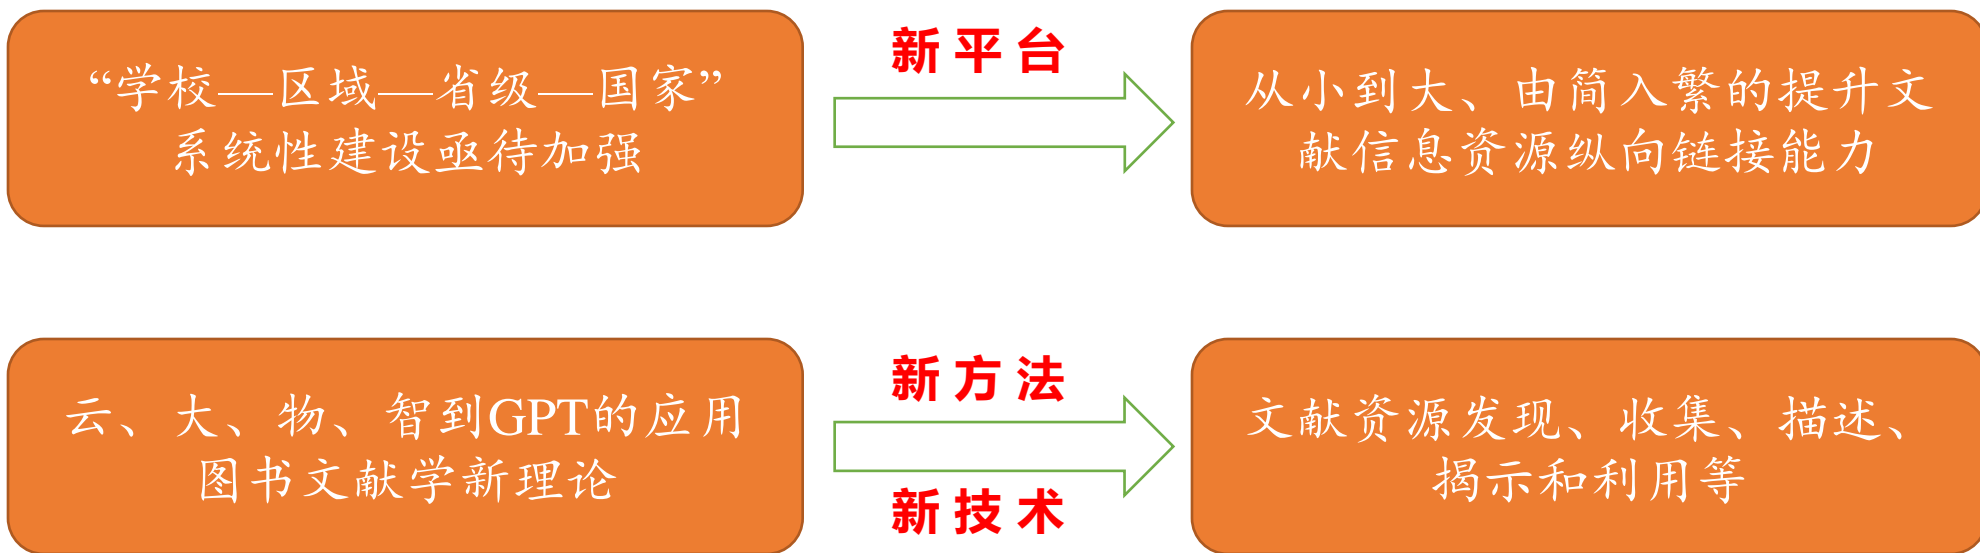 “学校—区域—省级—国家”
系统性建设亟待加强
新平台
从小到大、由简入繁的提升文
献信息资源纵向链接能力
云、大、物、智到GPT的应用
图书文献学新理论
新方法
新技术
文献资源发现、收集、描述、
揭示和利用等